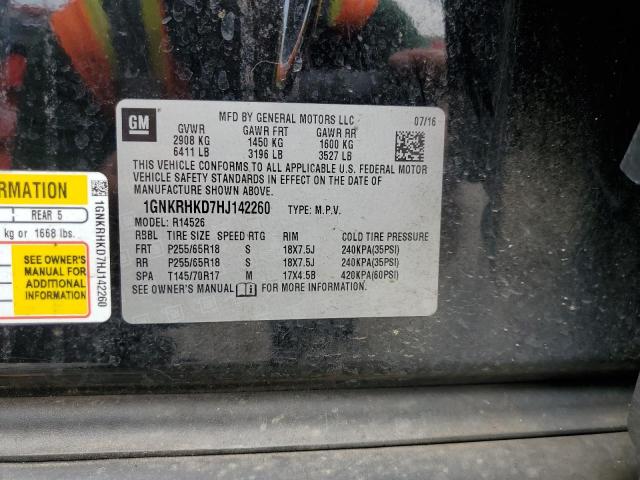 GM
MFD BY GENERAL MOTORS LLC 07/16
GVWR GAWR FRT GAWR RR
2908 KG 1450 KG 1600 KG
6411 LB 3196 LB 3527 LB
THIS VEHICLE CONFORMS TO ALL APPLICABLE U.S. FEDERAL MOTOR
VEHICLE SAFETY STANDARDS IN EFFECT ON THE DATE OF
MANUFACTURE SHOWN ABOVE.
1GNKRHKD7HJ142260 TYPE: M.P.V.
MODEL: R14526
RBBL TIRE SIZE SPEED RTG RIM COLD TIRE PRESSURE
FRT P255/65R18 S 18X7.5J 240KPA(35PSI)
RR P255/65R18 S 18X7.5J 240KPA(35PSI)
SPA T145/70R17 M 17X4.5B 420KPA(60PSI)
SEE OWNER'S MANUAL FOR MORE INFORMATION.
FORMATION
REAR 5
kg or 1668 lbs.
SEE OWNER'S
MANUAL FOR
ADDITIONAL
INFORMATION
1GNKRHKD7HJ142260